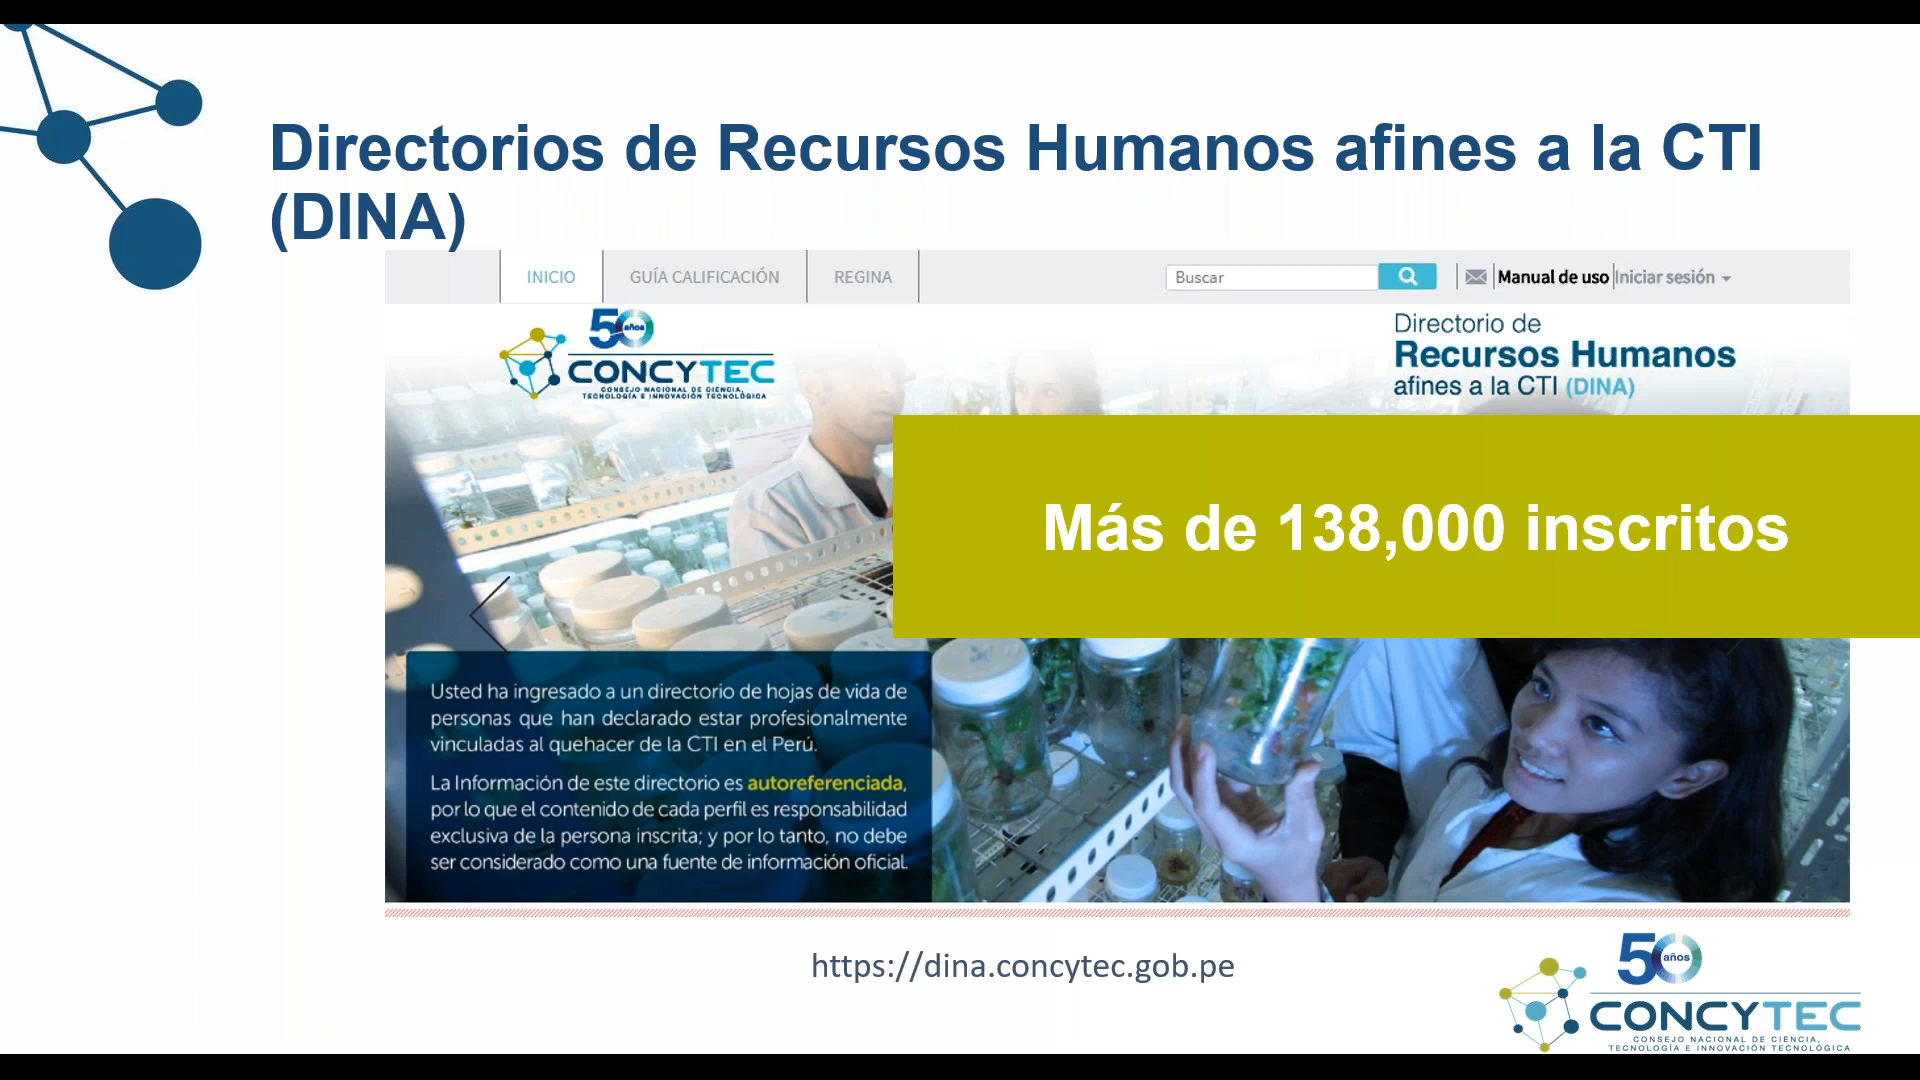 Directorios de Recursos Humanos afines a la CTI
(DINA)
INICIO
GUÍA CALIFICACIÓN
REGINA
Buscar
Manual de uso
Iniciar sesión
50 años
CONCYTEC
CONSEJO NACIONAL DE CIENCIA,
TECNOLOGÍA E INNOVACIÓN TECNOLÓGICA
Directorio de
Recursos Humanos
afines a la CTI (DINA)
Más de 138,000 inscritos
Usted ha ingresado a un directorio de hojas de vida de
personas que han declarado estar profesionalmente
vinculadas al quehacer de la CTI en el Perú.
La Información de este directorio es autoreferenciada,
por lo que el contenido de cada perfil es responsabilidad
exclusiva de la persona inscrita; y por lo tanto, no debe
ser considerado como una fuente de información oficial.
https://dina.concytec.gob.pe
50 años
CONCYTEC
CONSEJO NACIONAL DE CIENCIA,
TECNOLOGÍA E INNOVACIÓN TECNOLÓGICA